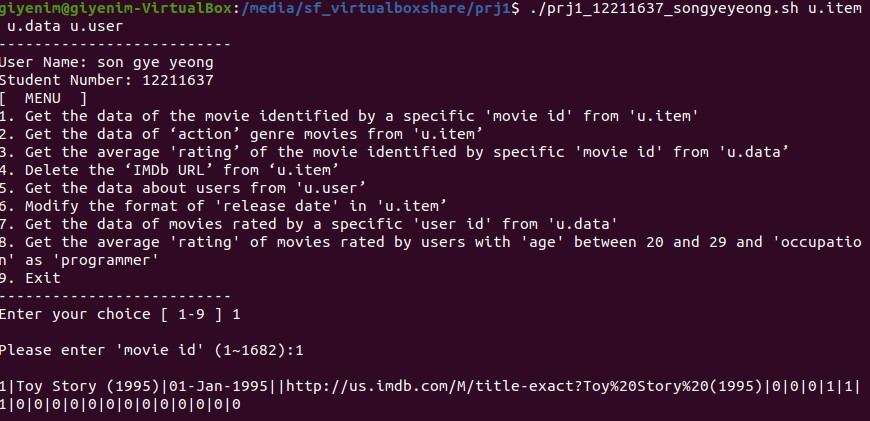 giyenim@giyenim-VirtualBox:/media/sf_virtualboxshare/prj1$ ./prj1_12211637_songyeyeong.sh u.item
 u.data u.user
--------------------------
User Name: son gye yeong
Student Number: 12211637
[  MENU  ]
1. Get the data of the movie identified by a specific 'movie id' from 'u.item'
2. Get the data of ‘action’ genre movies from 'u.item’
3. Get the average 'rating’ of the movie identified by specific 'movie id' from 'u.data’
4. Delete the ‘IMDb URL’ from ‘u.item’
5. Get the data about users from 'u.user’
6. Modify the format of 'release date' in 'u.item’
7. Get the data of movies rated by a specific 'user id' from 'u.data'
8. Get the average 'rating' of movies rated by users with 'age' between 20 and 29 and 'occupatio
n' as 'programmer'
9. Exit
--------------------------
Enter your choice [ 1-9 ] 1
Please enter 'movie id' (1~1682):1
1|Toy Story (1995)|01-Jan-1995||http://us.imdb.com/M/title-exact?Toy%20Story%20(1995)|0|0|0|1|1|
1|0|0|0|0|0|0|0|0|0|0|0|0|0